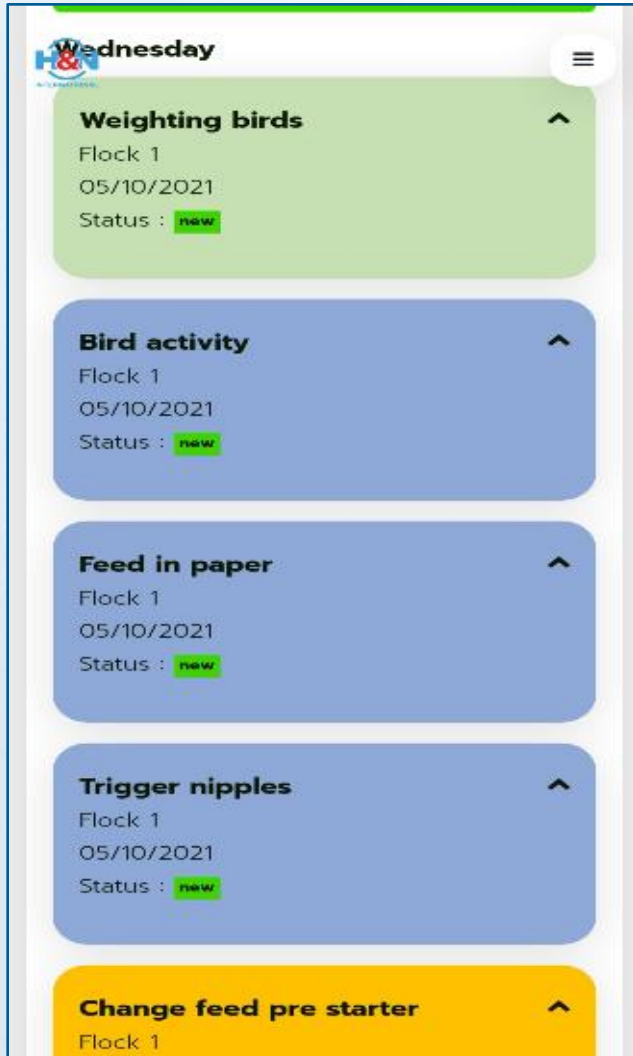 Wednesday
H&N
INTERNATIONAL
Weighting birds
Flock 1
05/10/2021
Status : new
Bird activity
Flock 1
05/10/2021
Status : new
Feed in paper
Flock 1
05/10/2021
Status : new
Trigger nipples
Flock 1
05/10/2021
Status : new
Change feed pre starter
Flock 1